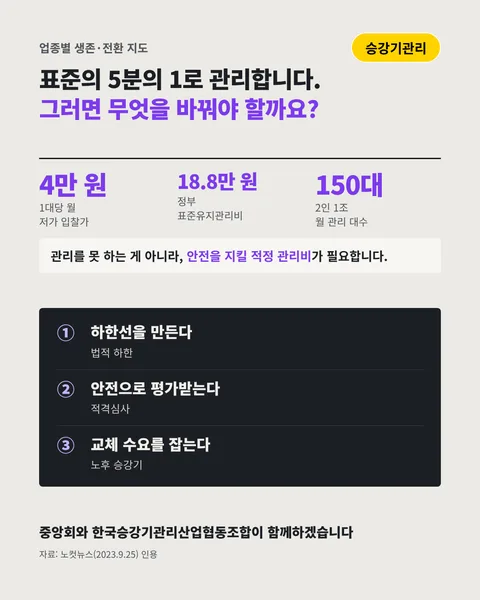 업종별 생존·전환 지도
승강기관리
표준의 5분의 1로 관리합니다.
그러면 무엇을 바꿔야 할까요?
4만 원
1대당 월
저가 입찰가
18.8만 원
정부
표준유지관리비
150대
2인 1조
월 관리 대수
관리를 못 하는 게 아니라, 안전을 지킬 적정 관리비가 필요합니다.
① 하한선을 만든다
법적 하한
② 안전으로 평가받는다
적격심사
③ 교체 수요를 잡는다
노후 승강기
중앙회와 한국승강기관리산업협동조합이 함께하겠습니다
자료: 노컷뉴스(2023.9.25) 인용